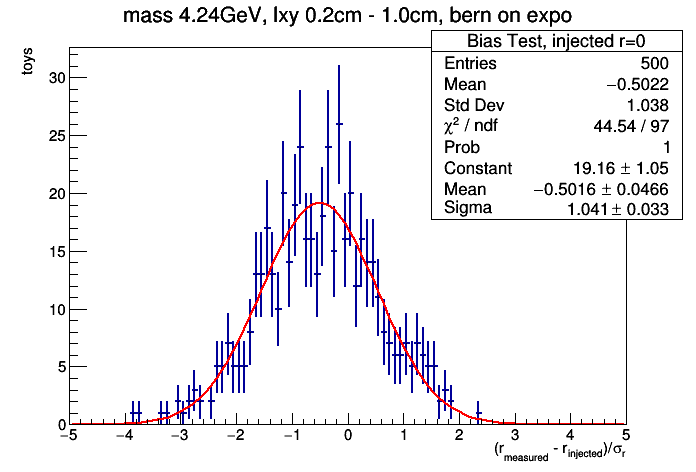 mass 4.24GeV, lxy 0.2cm - 1.0cm, bern on expo
Bias Test, injected r=0
Entries 500
Mean −0.5022
Std Dev 1.038
χ² / ndf 44.54 / 97
Prob 1
Constant 19.16 ± 1.05
Mean −0.5016 ± 0.0466
Sigma 1.041 ± 0.033
toys
30
25
20
15
10
5
0
−5 −4 −3 −2 −1 0 1 2 3 4 5
(r_measured - r_injected)/σ_r